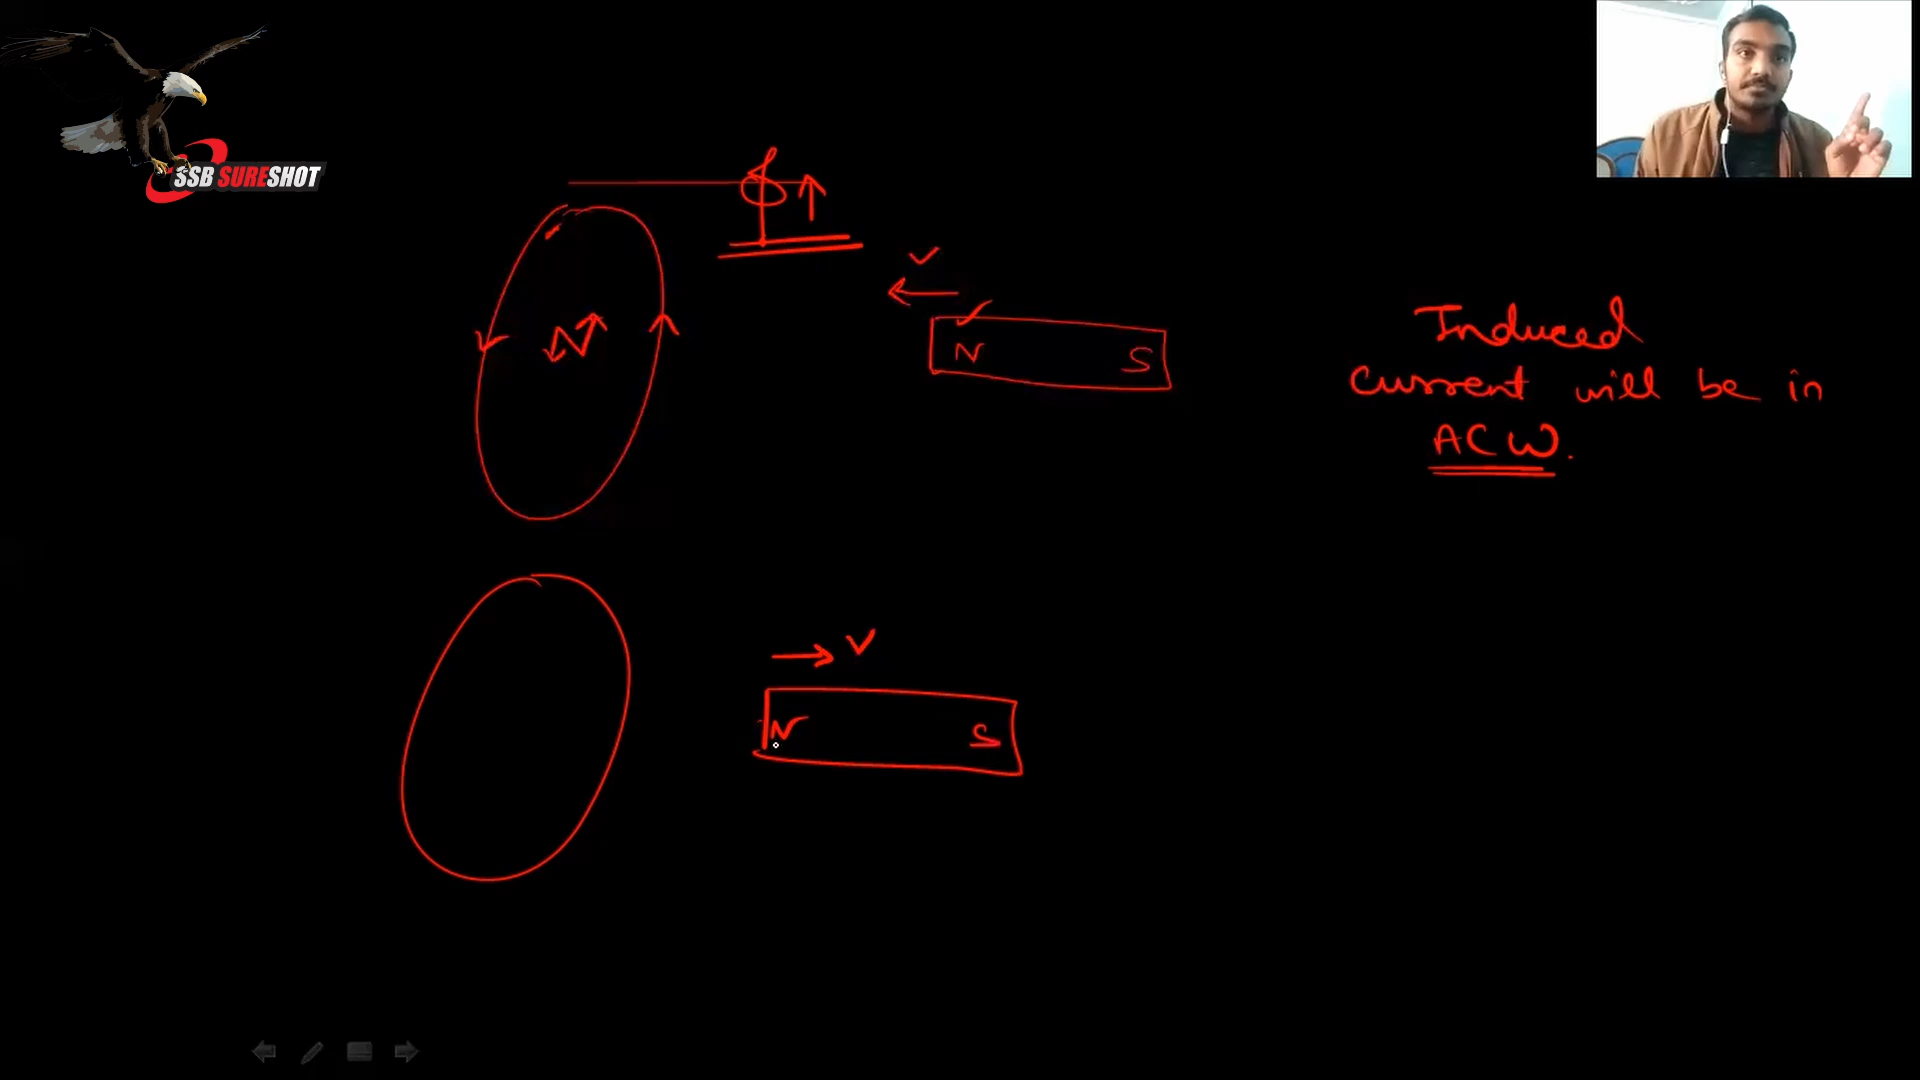 SSB SURESHOT
ϕ↑
V
N
N S
Induced
current will be in
ACW.
V
N S